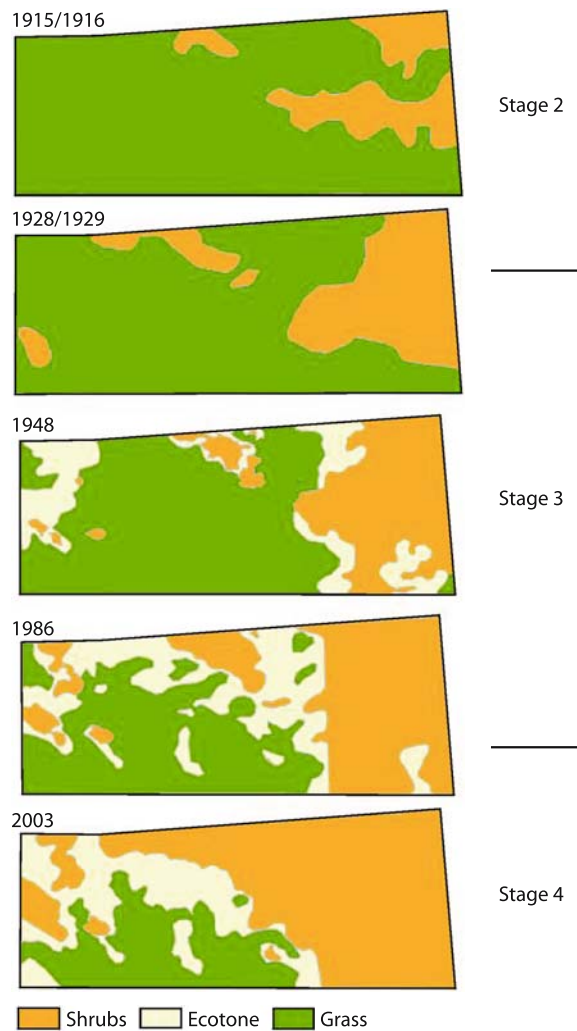 1915/1916
Stage 2
1928/1929
1948
Stage 3
1986
2003
Stage 4
Shrubs Ecotone Grass